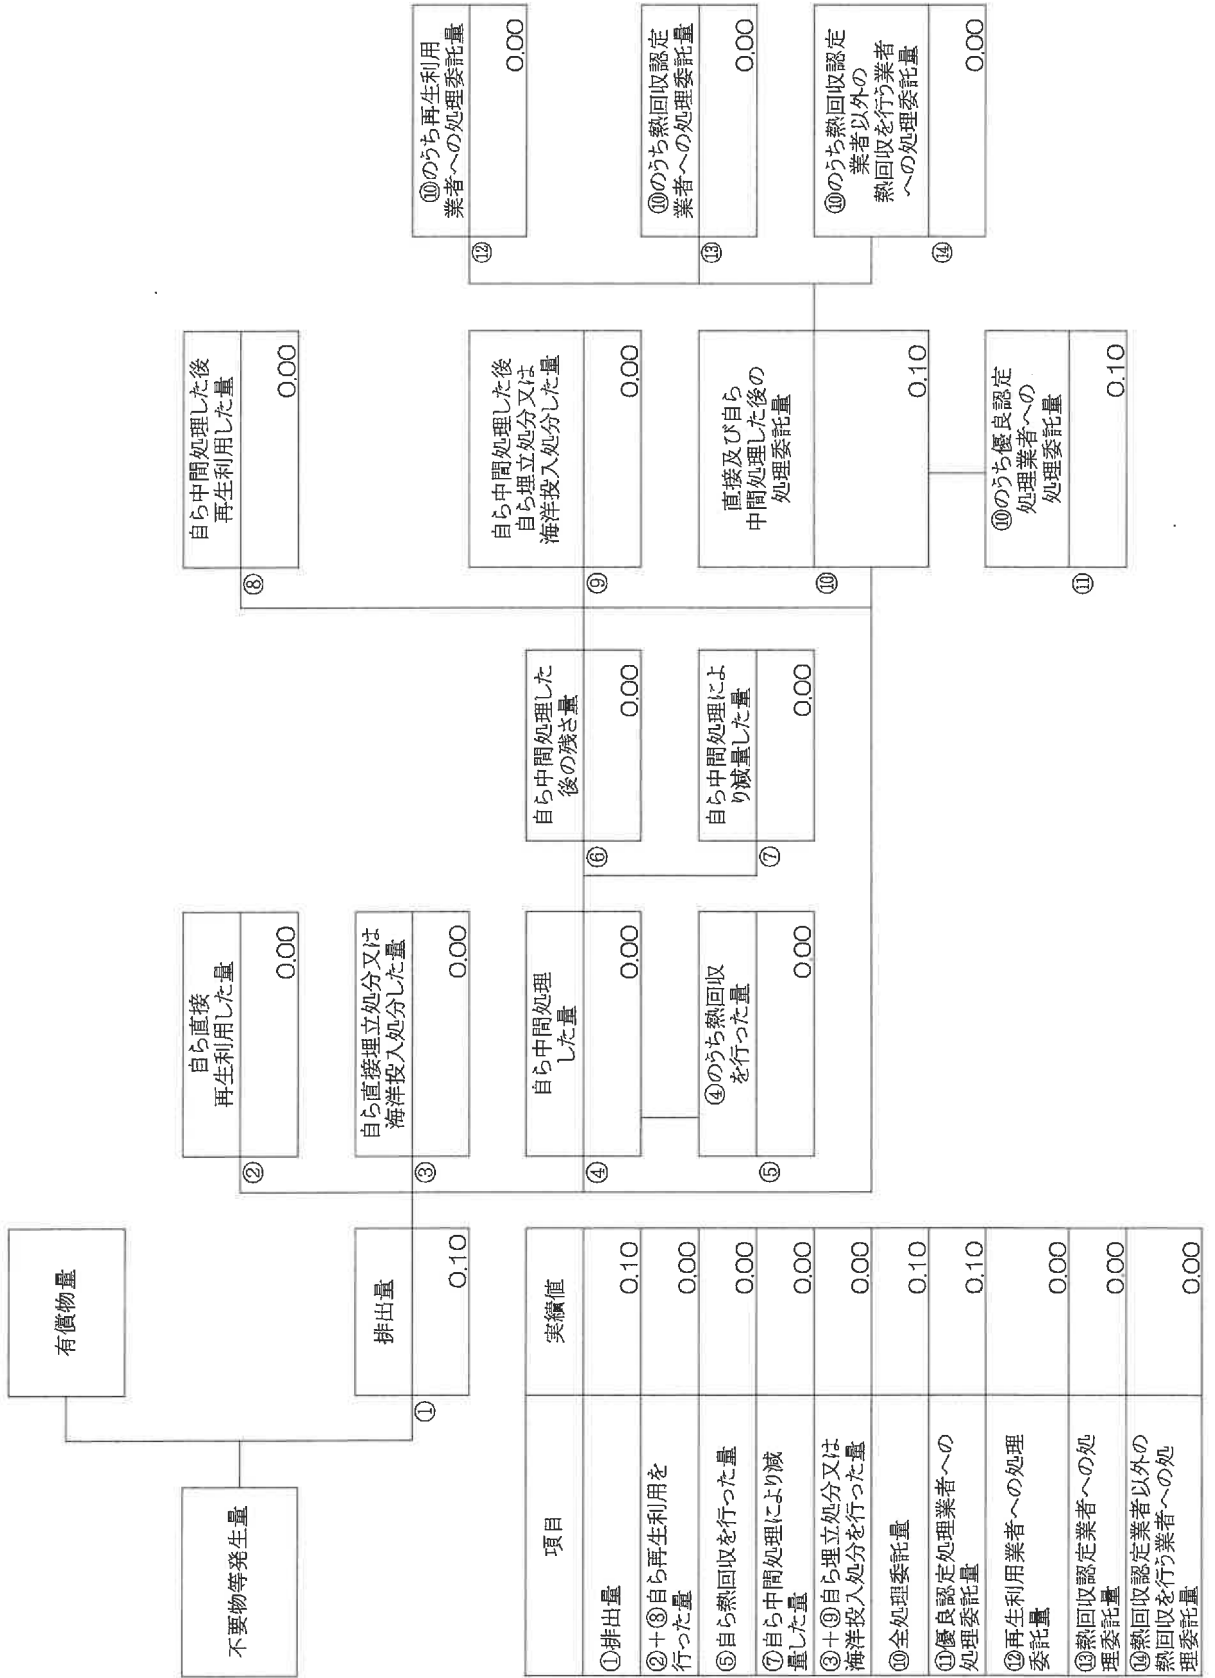 不要物等発生量
有償物量
①
排出量
0.10
②
自ら直接
再生利用した量
0.00
③
自ら直接埋立処分又は
海洋投入処分した量
0.00
④
自ら中間処理
した量
0.00
⑤
④のうち熱回収
を行った量
0.00
⑥
自ら中間処理した
後の残さ量
0.00
⑦
自ら中間処理によ
り減量した量
0.00
⑧
自ら中間処理した後
再生利用した量
0.00
⑨
自ら中間処理した後
自ら埋立処分又は
海洋投入処分した量
0.00
⑩
直接及び自ら
中間処理した後の
処理委託量
0.10
⑪
⑩のうち優良認定
処理業者への
処理委託量
0.10
⑫
⑩のうち再生利用
業者への処理委託量
0.00
⑬
⑩のうち熱回収認定
業者への処理委託量
0.00
⑭
⑩のうち熱回収認定
業者以外の
熱回収を行う業者
への処理委託量
0.00
項目 実績値
①排出量 0.10
②+⑧自ら再生利用を
行った量 0.00
⑤自ら熱回収を行った量 0.00
⑦自ら中間処理により減
量した量 0.00
③+⑨自ら埋立処分又は
海洋投入処分を行った量 0.00
⑩全処理委託量 0.10
⑪優良認定処理業者への
処理委託量 0.10
⑫再生利用業者への処理
委託量 0.00
⑬熱回収認定業者への処
理委託量 0.00
⑭熱回収認定業者以外の
熱回収を行う業者への処
理委託量 0.00